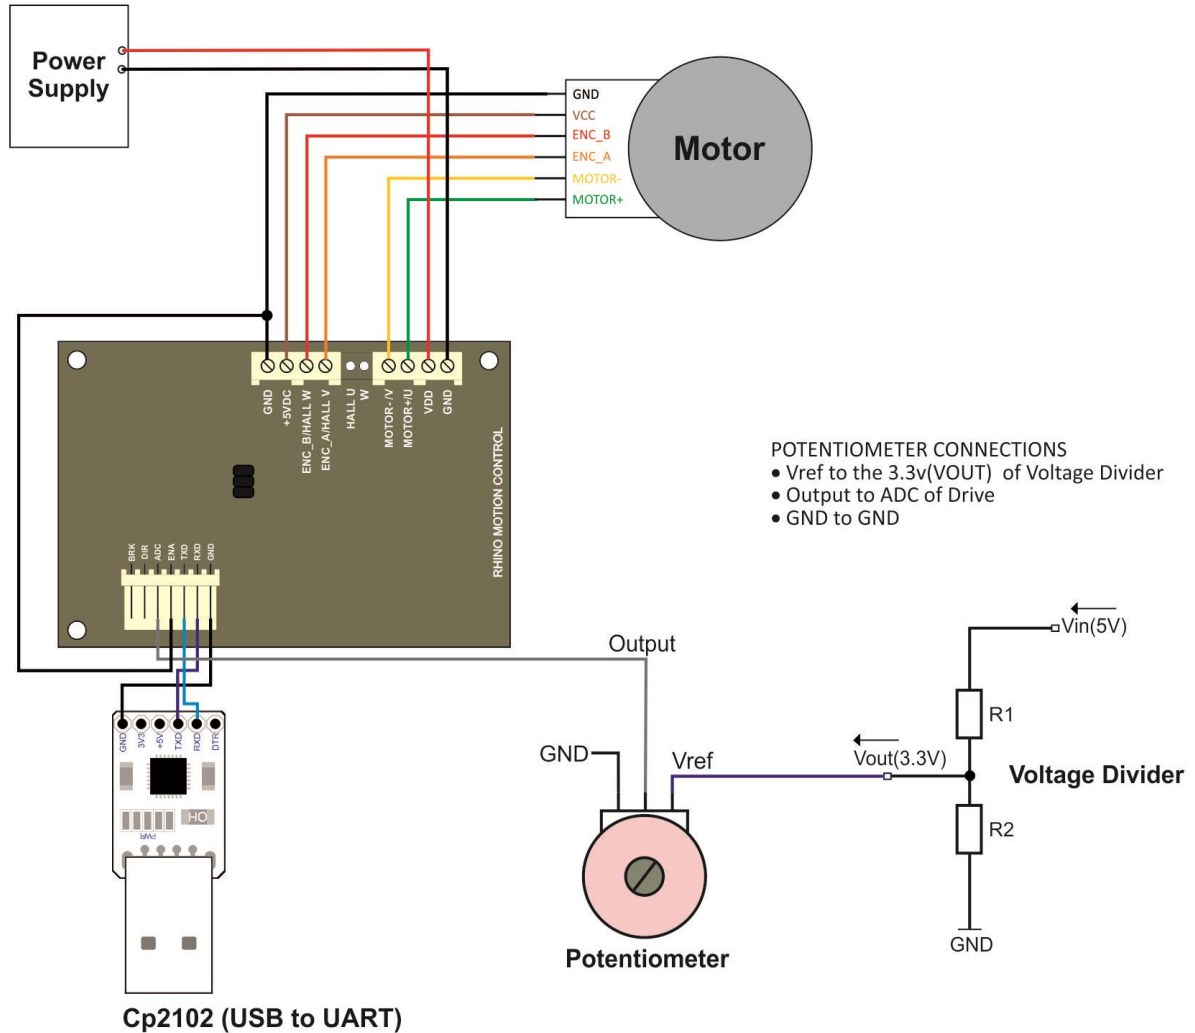 Power
Supply
GND
VCC
ENC_B
ENC_A
MOTOR-
MOTOR+
Motor
GND
+5VDC
ENC_B/HALL W
ENC_A/HALL V
HALL U
W
MOTOR- /V
MOTOR+/U
VDD
GND
RHINO MOTION CONTROL
BRK
DIR
ADC
ENA
TXD
RXD
GND
POTENTIOMETER CONNECTIONS
• Vref to the 3.3v(VOUT) of Voltage Divider
• Output to ADC of Drive
• GND to GND
Vin(5V)
Output
R1
GND
Vref
Vout(3.3V)
Voltage Divider
R2
GND
Potentiometer
GND
3V3
+5V
TXD
RXD
DTR
HO
PWR
Cp2102 (USB to UART)